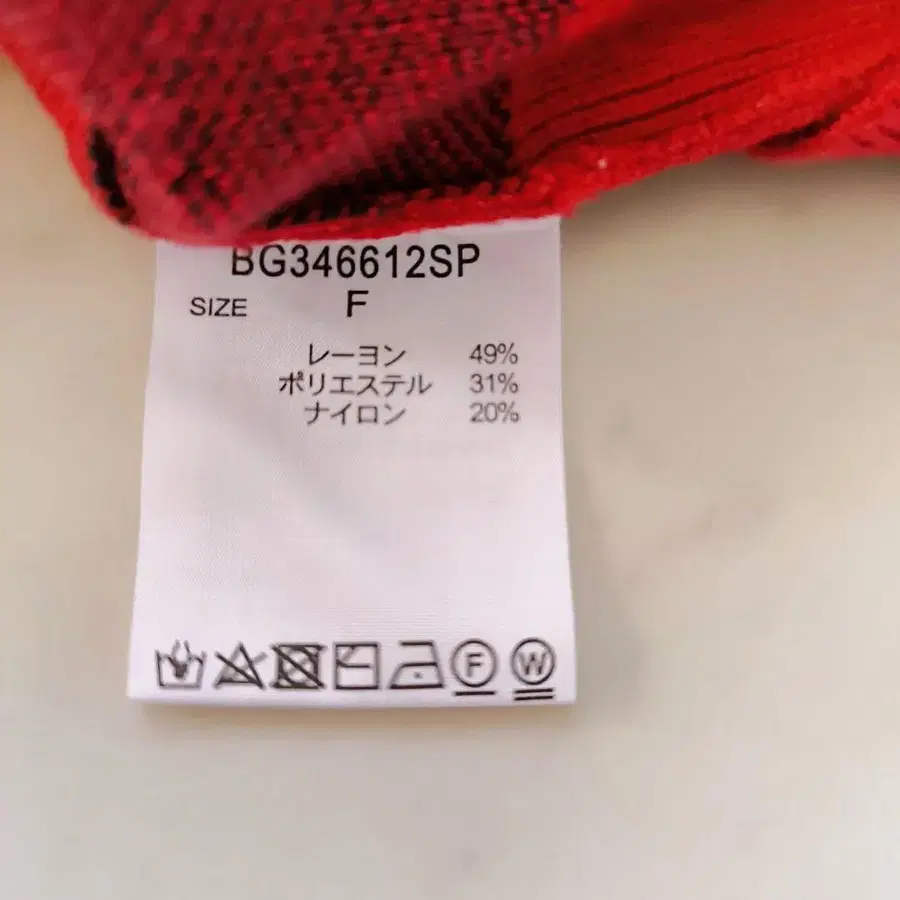 BG346612SP
SIZE F
レーヨン 49%
ポリエステル 31%
ナイロン 20%
F W